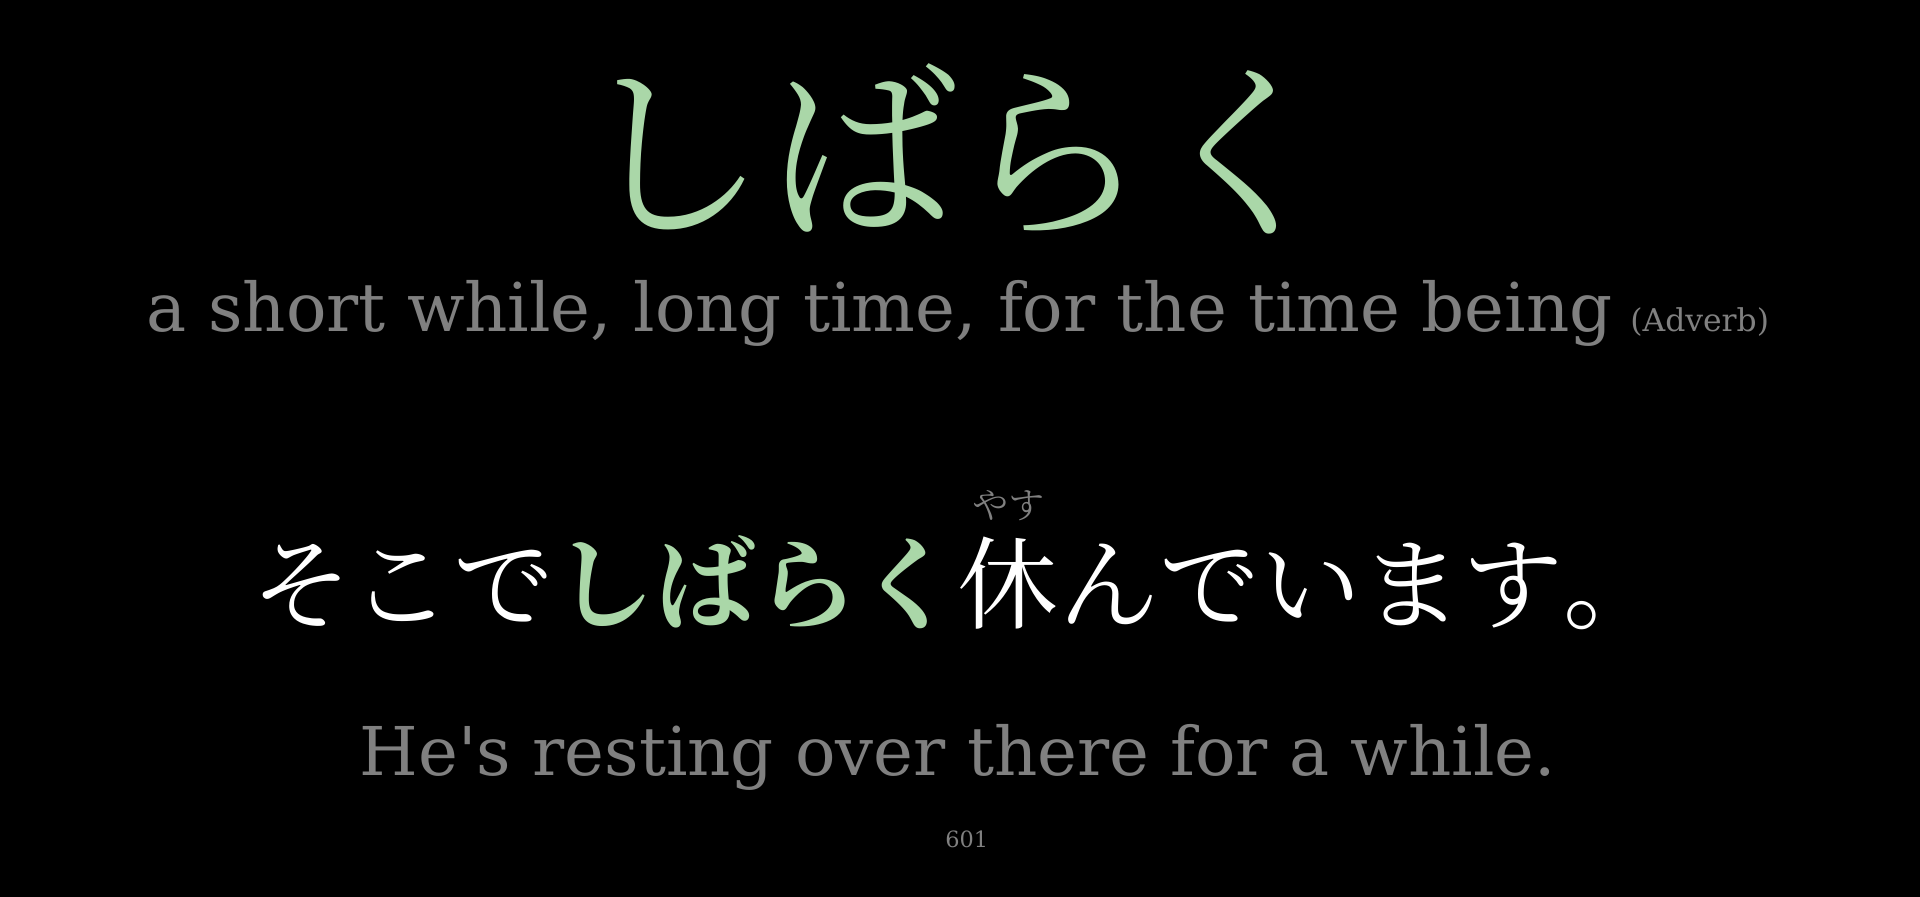 しばらく
a short while, long time, for the time being (Adverb)
やす
そこでしばらく休んでいます。
He's resting over there for a while.
601